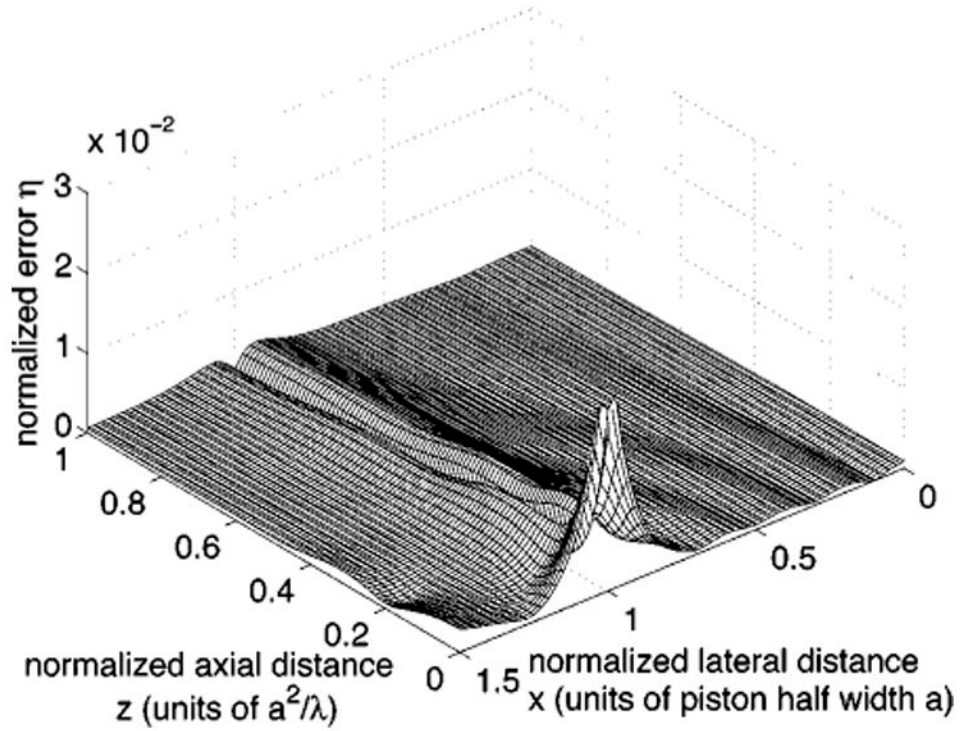 x 10⁻²
normalized error η
3
2
1
0
1
0.8
0.6
0.4
0.2
0
normalized axial distance
z (units of a²/λ)
0
0.5
1
1.5
normalized lateral distance
x (units of piston half width a)